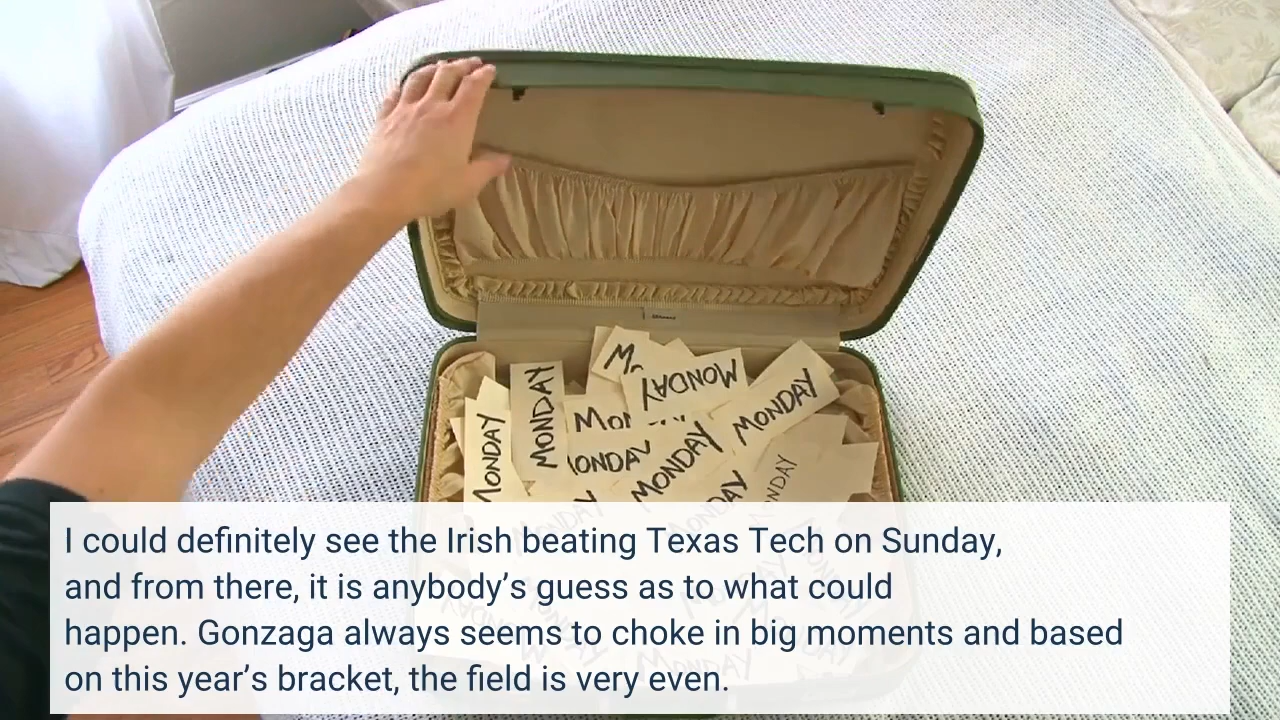 M
MONDAY
MONDAY
MONDAY
MONDAY
MONDAY
MONDAY
I could definitely see the Irish beating Texas Tech on Sunday,
and from there, it is anybody’s guess as to what could
happen. Gonzaga always seems to choke in big moments and based
on this year’s bracket, the field is very even.